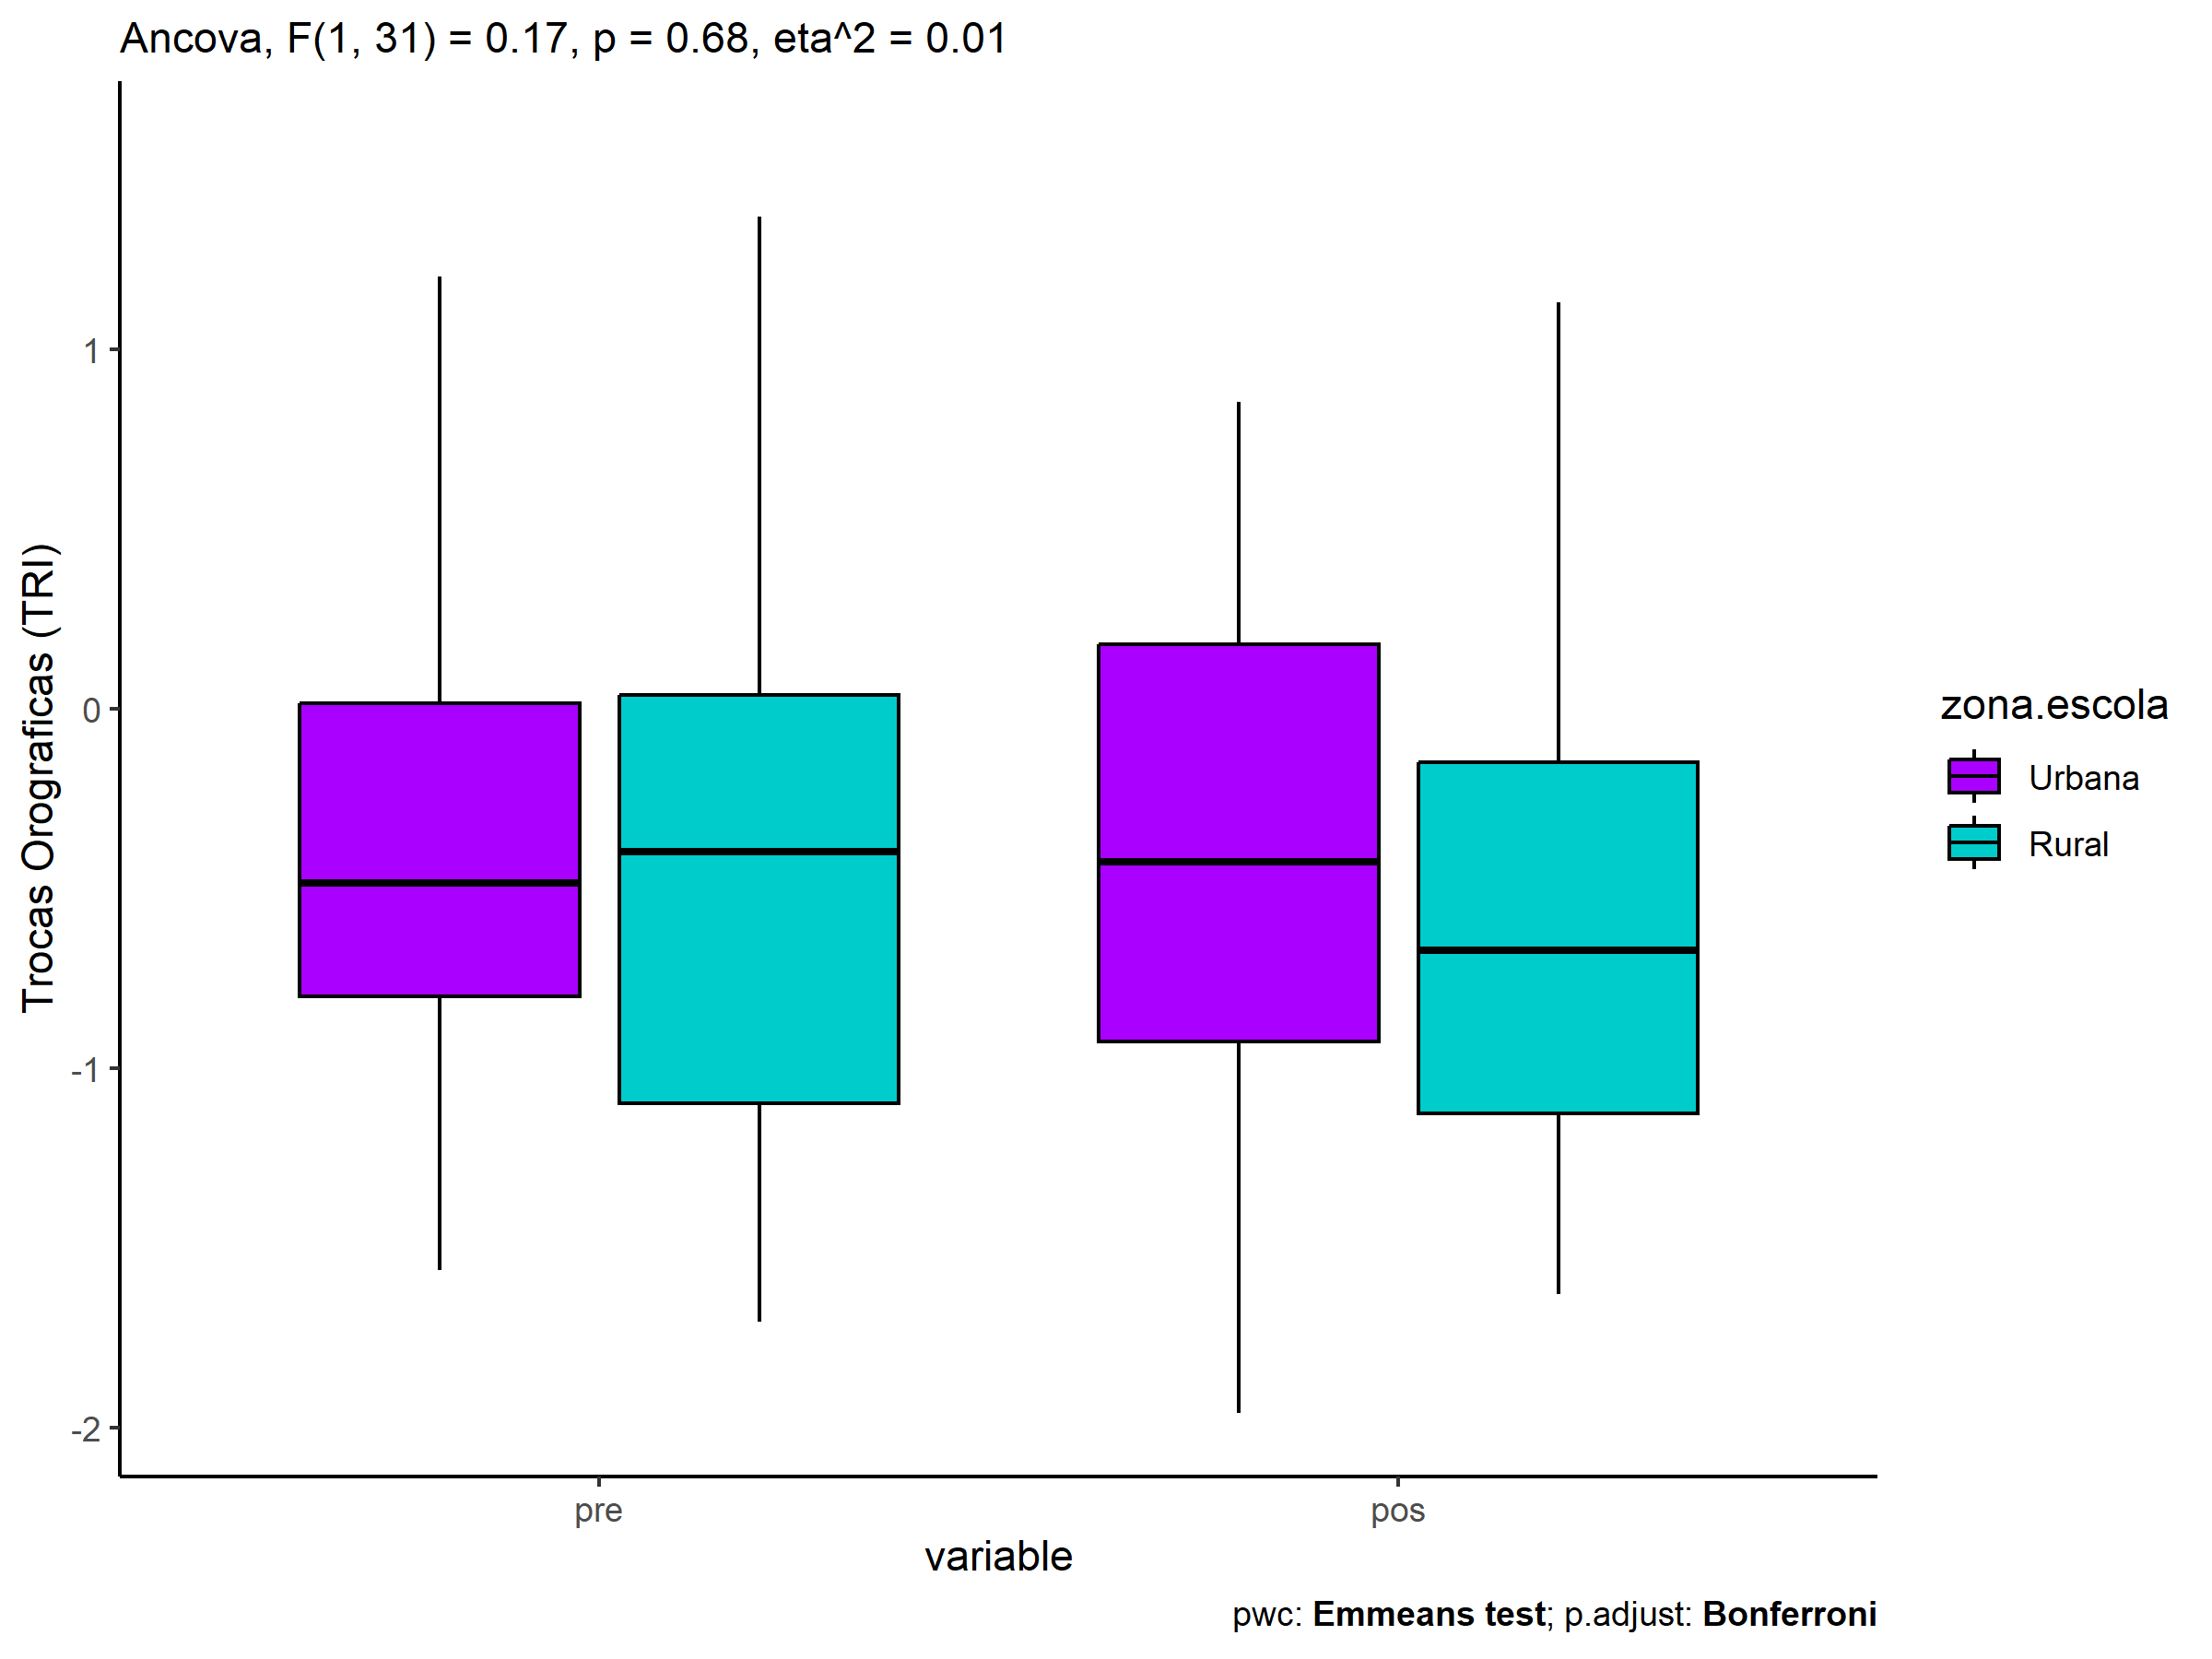 Ancova, F(1, 31) = 0.17, p = 0.68, eta^2 = 0.01
Trocas Orograficas (TRI)
1
0
-1
-2
pre
pos
variable
zona.escola
Urbana
Rural
pwc: Emmeans test; p.adjust: Bonferroni